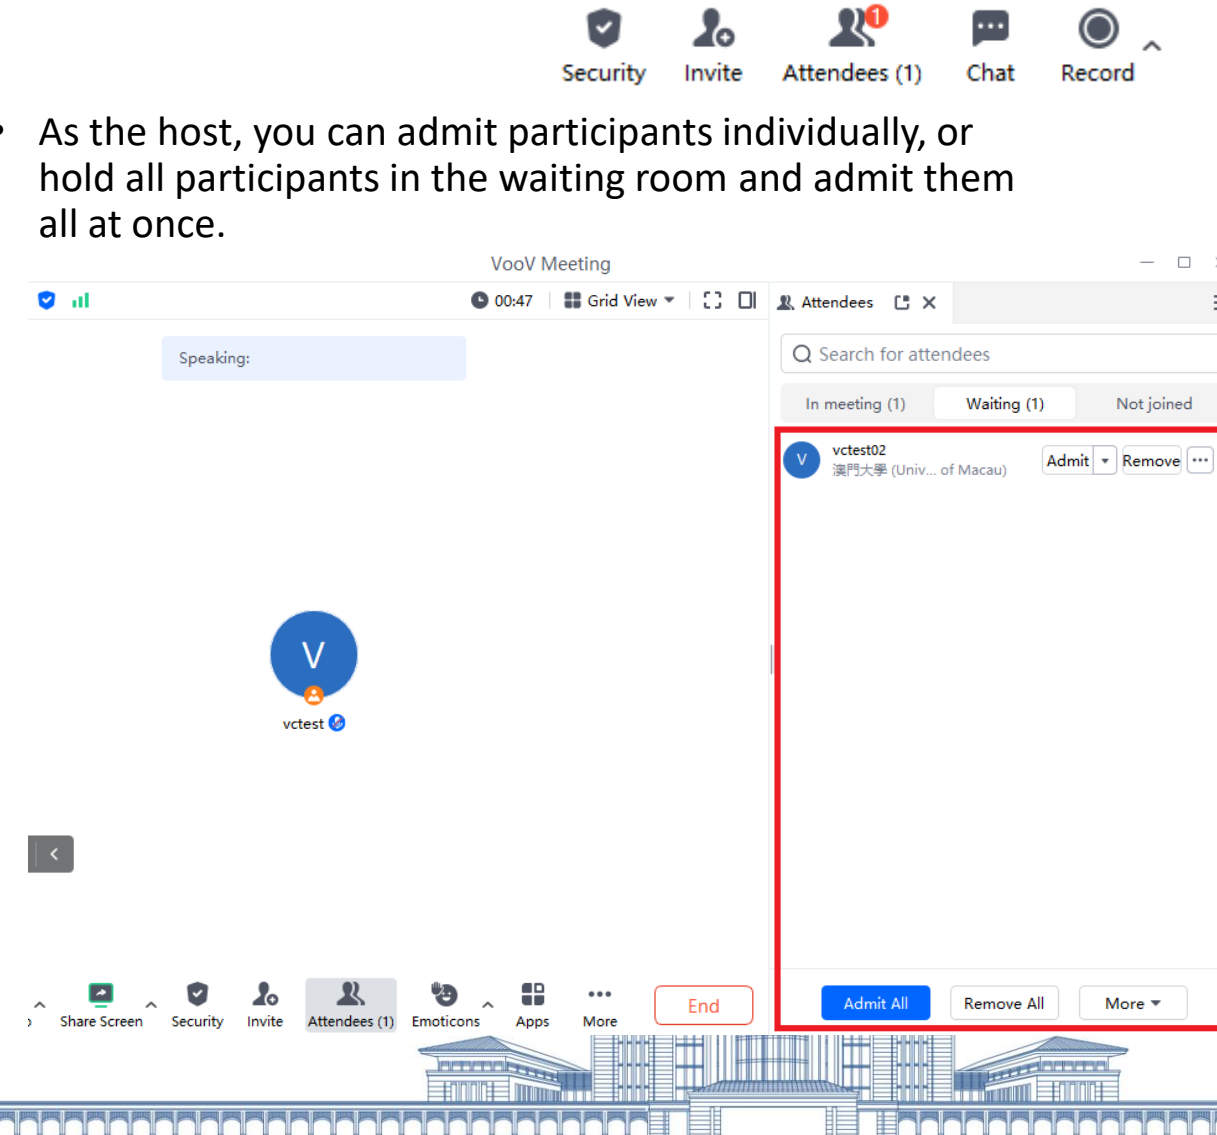 1
Security Invite Attendees (1) Chat Record
• As the host, you can admit participants individually, or
hold all participants in the waiting room and admit them
all at once.
VooV Meeting
00:47 Grid View
Attendees
Speaking:
Search for attendees
In meeting (1) Waiting (1) Not joined
V
vctest02
澳門大學 (Univ... of Macau)
Admit Remove ...
V
vctest
Share Screen Security Invite Attendees (1) Emoticons Apps More End
Admit All Remove All More